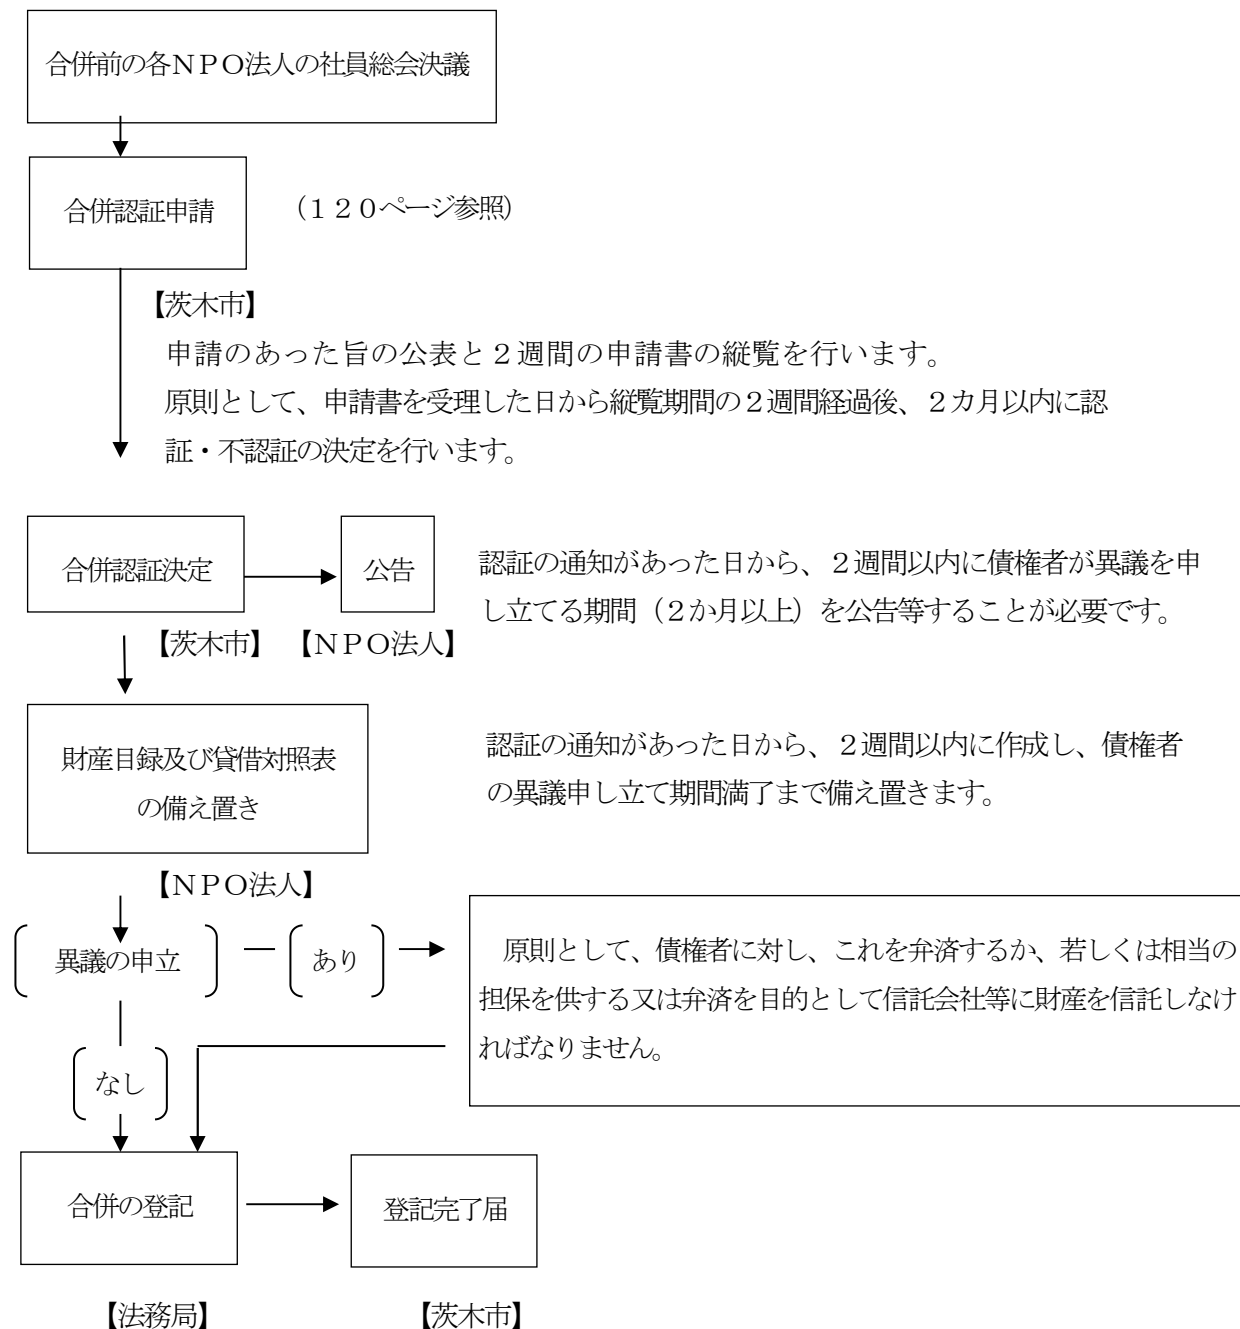 合併前の各ＮＰＯ法人の社員総会決議
合併認証申請
（１２０ページ参照）
【茨木市】
申請のあった旨の公表と２週間の申請書の縦覧を行います。
原則として、申請書を受理した日から縦覧期間の２週間経過後、２カ月以内に認
証・不認証の決定を行います。
合併認証決定
公告
認証の通知があった日から、２週間以内に債権者が異議を申
し立てる期間（２か月以上）を公告等することが必要です。
【茨木市】
【ＮＰＯ法人】
財産目録及び貸借対照表
の備え置き
認証の通知があった日から、２週間以内に作成し、債権者
の異議申し立て期間満了まで備え置きます。
【ＮＰＯ法人】
異議の申立
あり
原則として、債権者に対し、これを弁済するか、若しくは相当の
担保を供する又は弁済を目的として信託会社等に財産を信託しなけ
ればなりません。
なし
合併の登記
登記完了届
【法務局】
【茨木市】